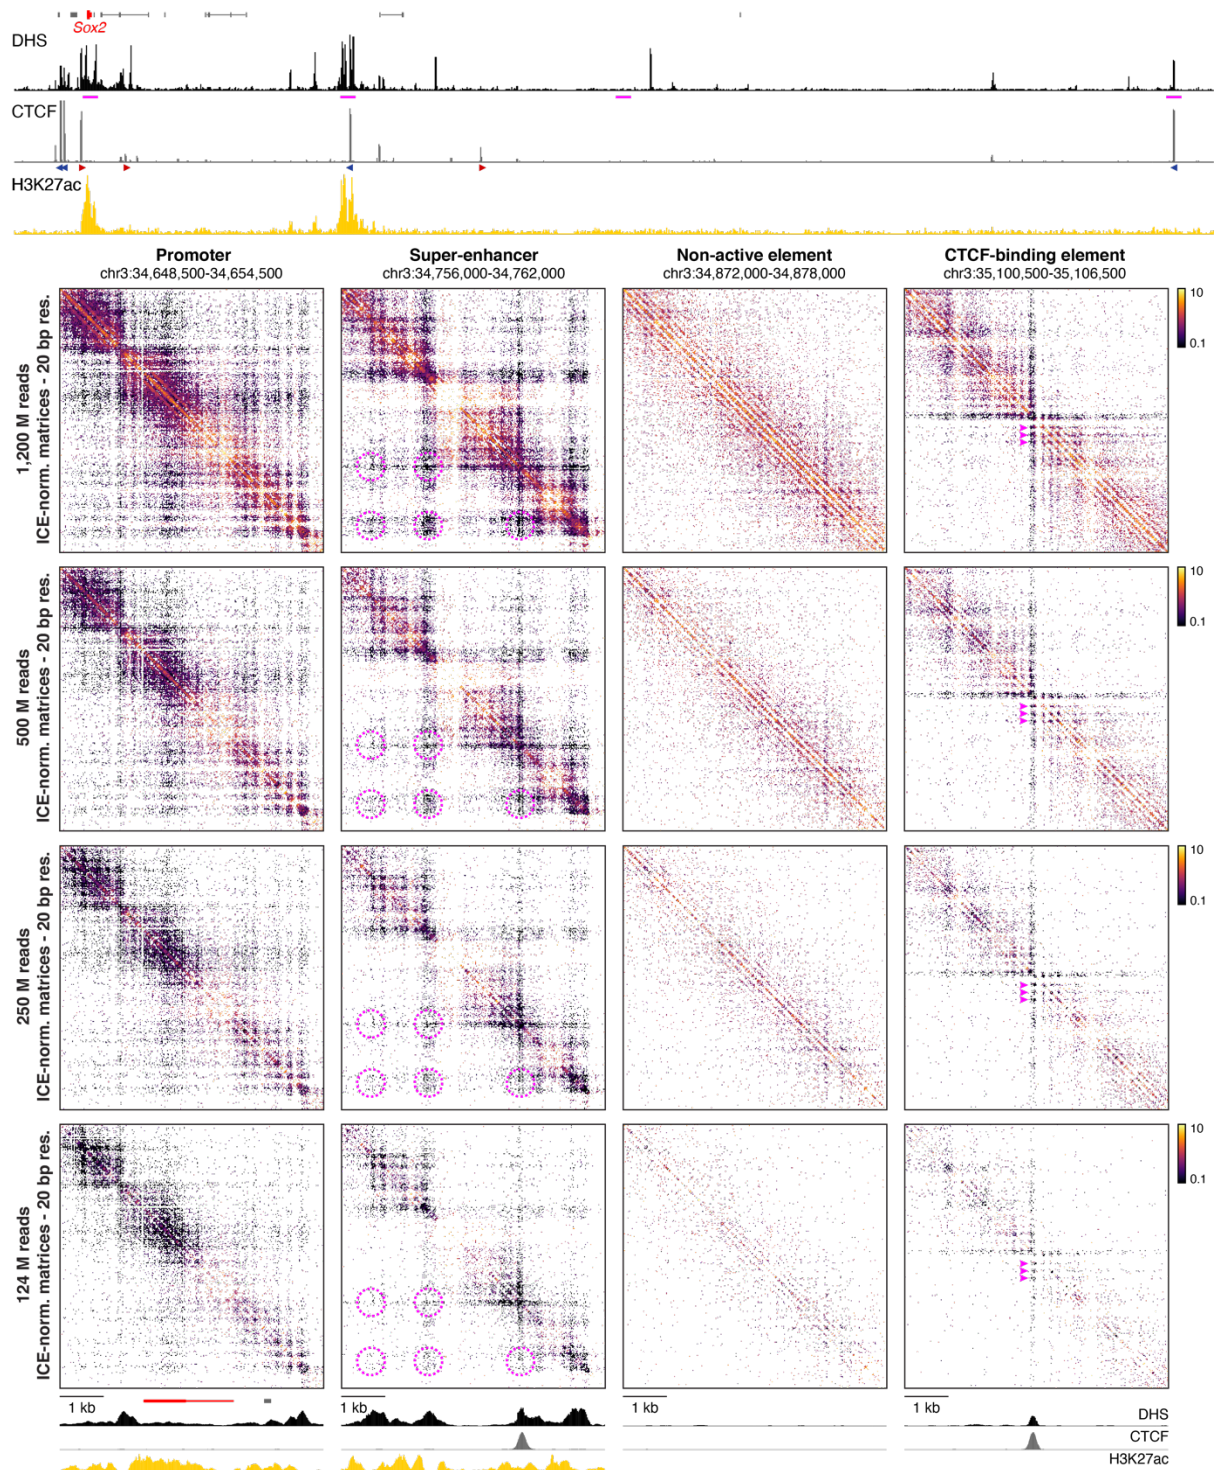 Sox2
DHS
CTCF
H3K27ac
Promoter
chr3:34,648,500-34,654,500
Super-enhancer
chr3:34,756,000-34,762,000
Non-active element
chr3:34,872,000-34,878,000
CTCF-binding element
chr3:35,100,500-35,106,500
1,200 M reads
ICE-norm. matrices - 20 bp res.
10
0.1
500 M reads
ICE-norm. matrices - 20 bp res.
10
0.1
250 M reads
ICE-norm. matrices - 20 bp res.
10
0.1
124 M reads
ICE-norm. matrices - 20 bp res.
10
0.1
1 kb
1 kb
1 kb
1 kb
DHS
CTCF
H3K27ac